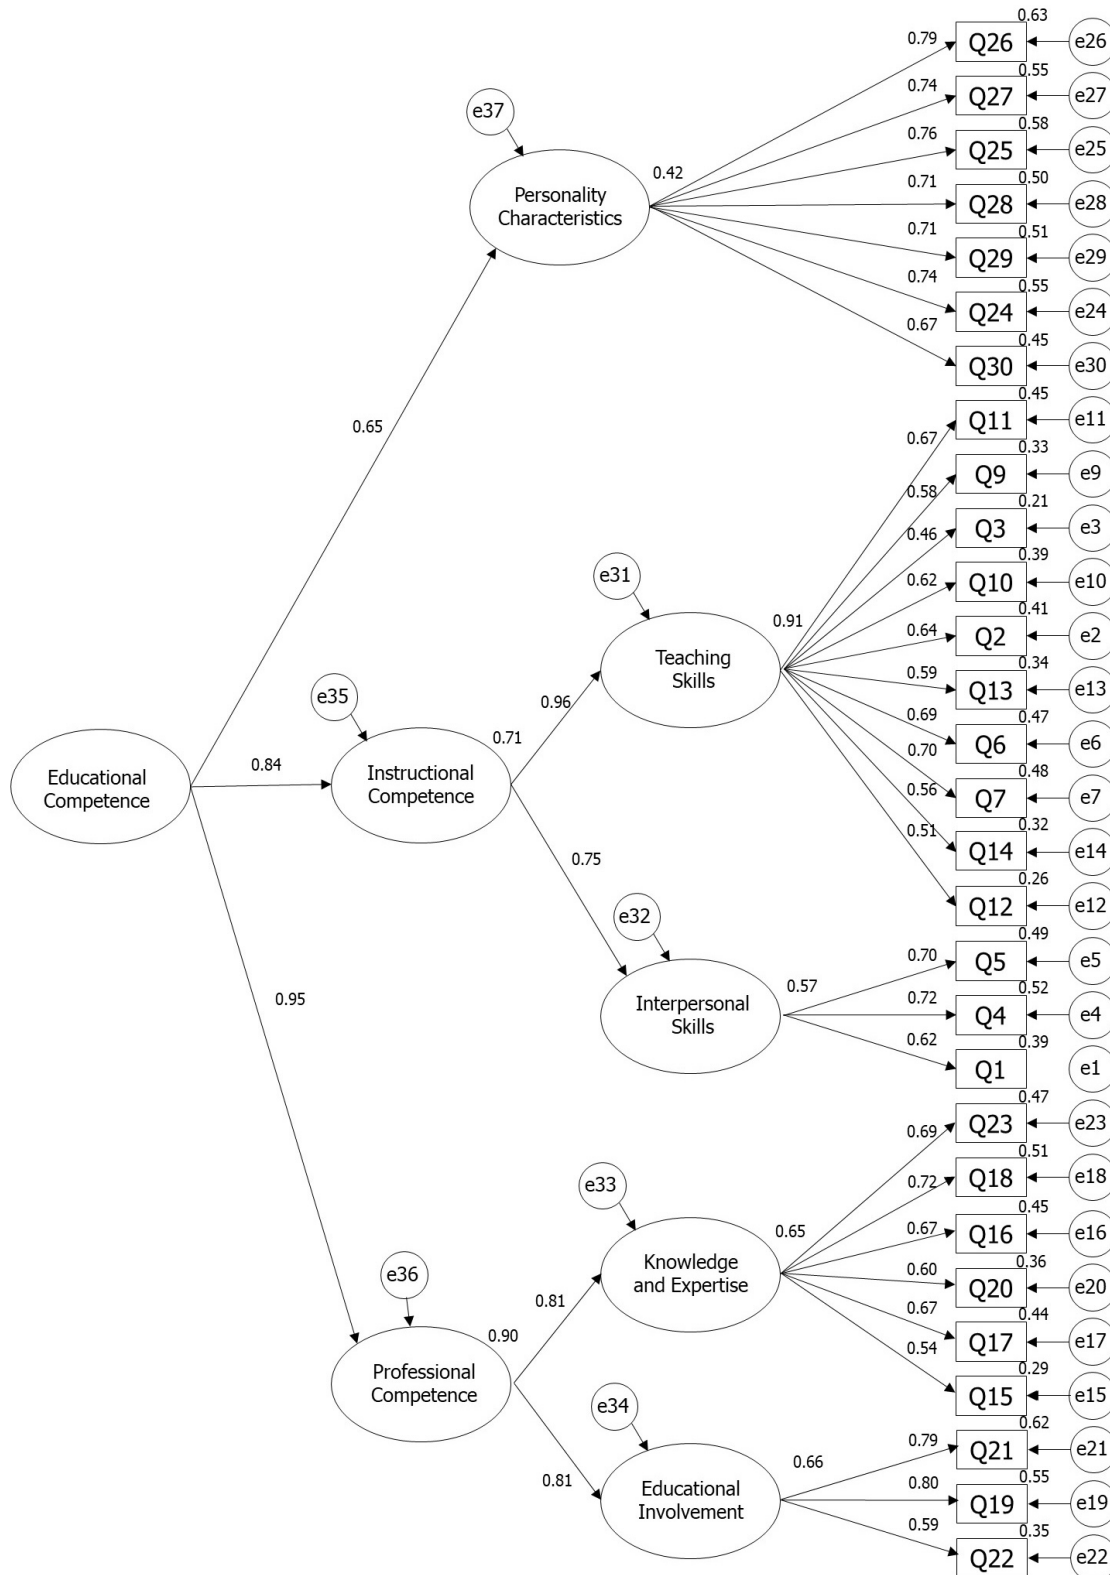 0.63
0.79
Q26
e26
0.55
0.74
Q27
e27
e37
0.58
0.76
Q25
e25
0.42
0.50
Personality
Characteristics
0.71
Q28
e28
0.51
0.71
Q29
e29
0.55
0.74
Q24
e24
0.45
0.67
Q30
e30
0.45
0.65
0.67
Q11
e11
0.33
0.58
Q9
e9
0.21
0.46
Q3
e3
0.39
e31
0.62
Q10
e10
0.91
0.41
0.64
Q2
e2
Teaching
Skills
0.34
0.59
Q13
e13
e35
0.96
0.69
0.47
Q6
e6
0.71
0.70
0.48
Q7
e7
Educational
Competence
0.84
Instructional
Competence
0.56
0.32
Q14
e14
0.75
0.51
0.26
Q12
e12
e32
0.49
0.70
Q5
e5
0.57
0.52
Interpersonal
Skills
0.72
Q4
e4
0.95
0.62
0.39
Q1
e1
0.47
0.69
Q23
e23
0.51
e33
0.72
Q18
e18
0.65
0.45
0.67
Q16
e16
Knowledge
and Expertise
0.36
0.60
Q20
e20
e36
0.81
0.67
0.44
Q17
e17
0.90
0.54
0.29
Q15
e15
Professional
Competence
e34
0.62
0.79
Q21
e21
0.66
0.55
0.81
Educational
Involvement
0.80
Q19
e19
0.59
0.35
Q22
e22